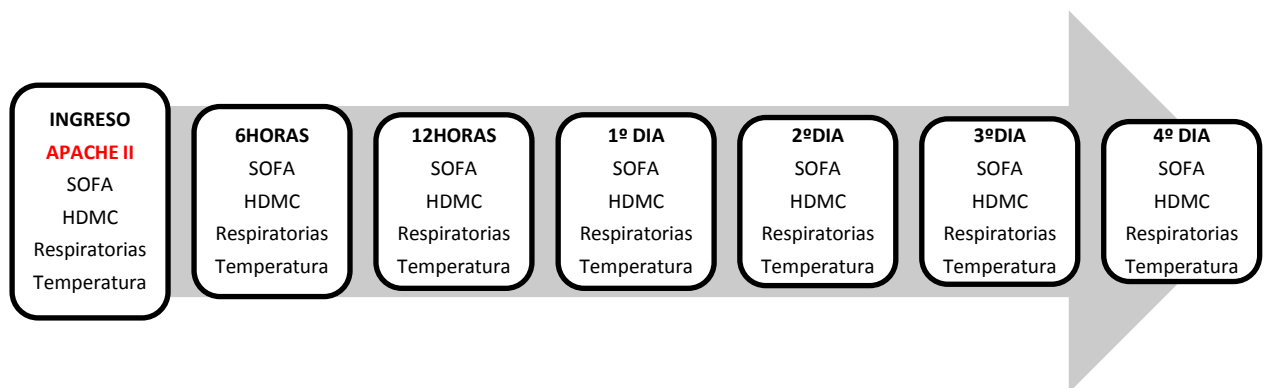 INGRESO
APACHE II
SOFA
HDMC
Respiratorias
Temperatura
6HORAS
SOFA
HDMC
Respiratorias
Temperatura
12HORAS
SOFA
HDMC
Respiratorias
Temperatura
1º DIA
SOFA
HDMC
Respiratorias
Temperatura
2ºDIA
SOFA
HDMC
Respiratorias
Temperatura
3ºDIA
SOFA
HDMC
Respiratorias
Temperatura
4º DIA
SOFA
HDMC
Respiratorias
Temperatura